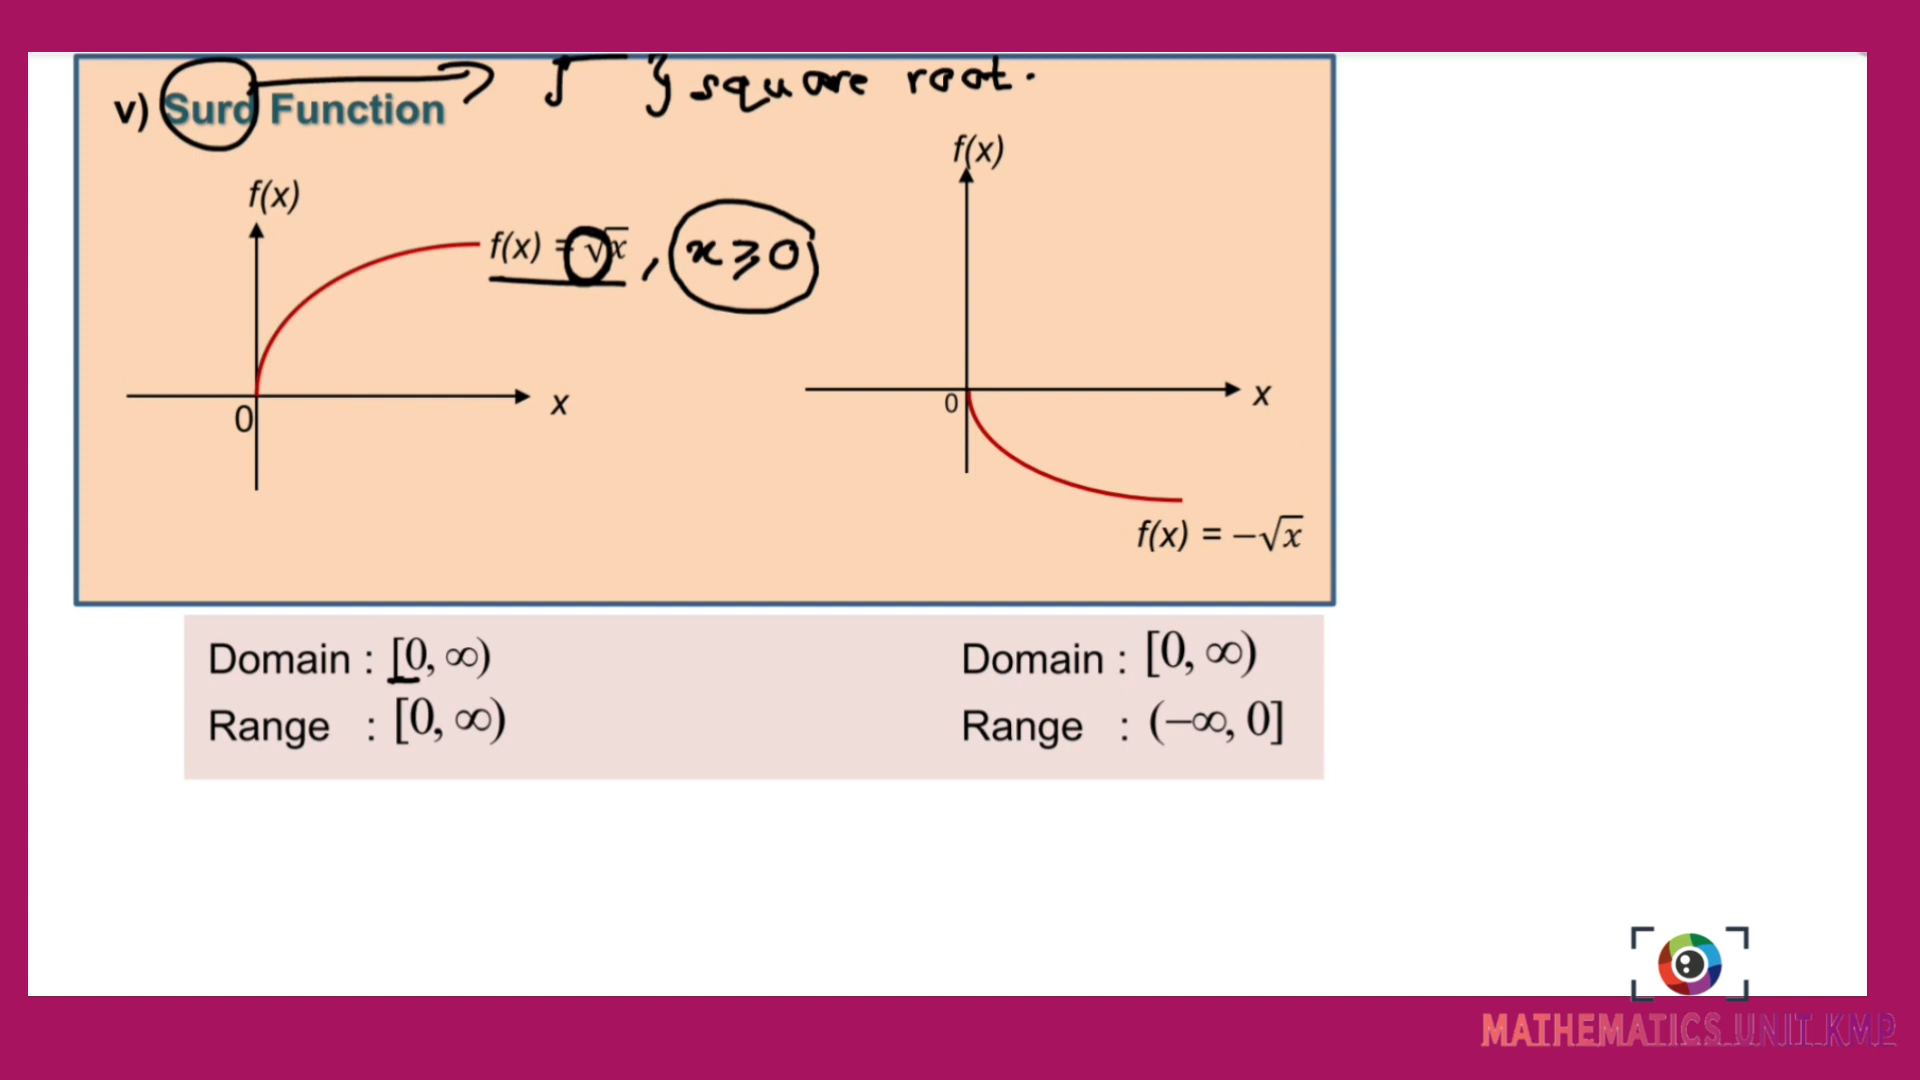 √ } square root.
v) Surd Function
f(x)
f(x)
f(x) = √x , x ⩾ 0
0
x
0
x
f(x) = −√x
Domain : [0, ∞)
Range : [0, ∞)
Domain : [0, ∞)
Range : (−∞, 0]
MATHEMATICS UNIT KMP